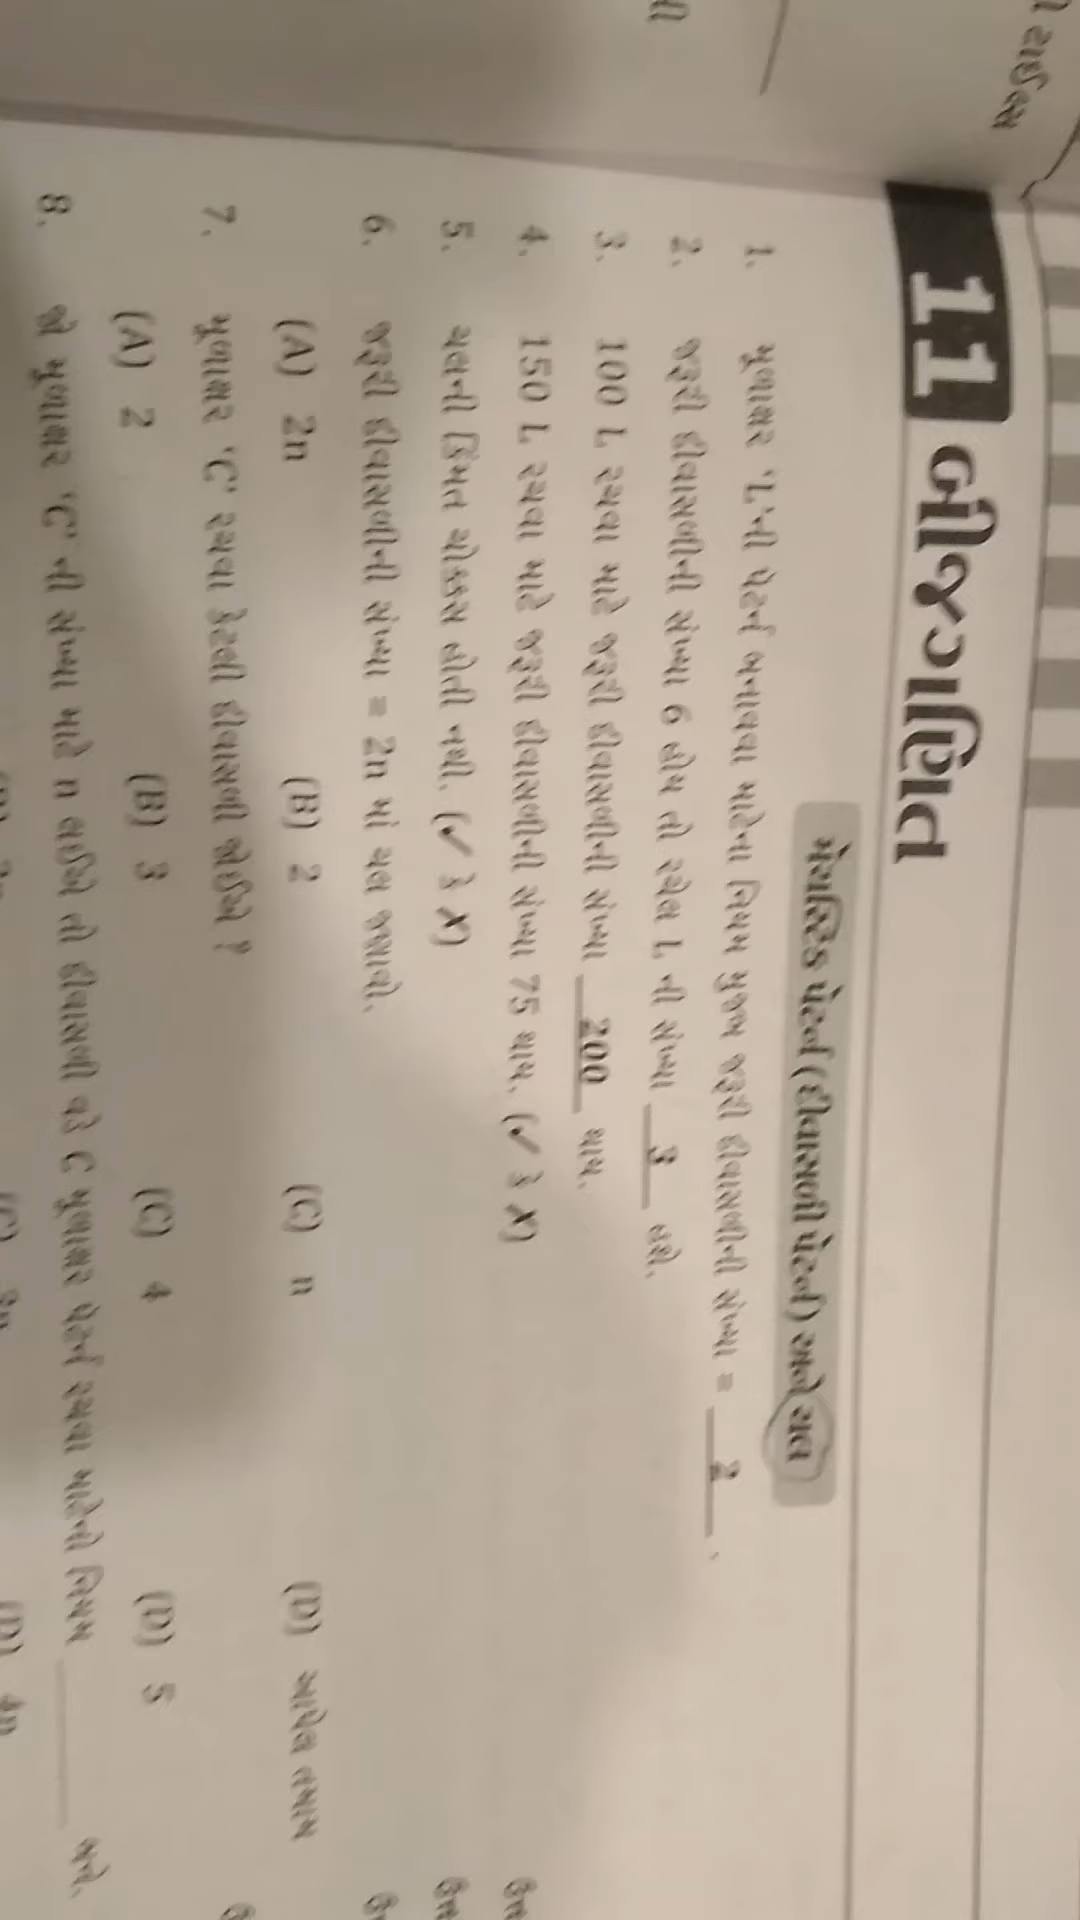 ી રાઈટ્સ
ી
11 બીજગણિત
મેચસ્ટિક પેટર્ન (દીવાસળી પેટર્ન) અને ચલ
1. મૂળાક્ષર 'L'ની પેટર્ન બનાવવા માટેના નિયમ મુજબ જરૂરી દીવાસળીની સંખ્યા = 2 .
2. જરૂરી દીવાસળીની સંખ્યા 6 હોય તો રચેલ L ની સંખ્યા 3 હશે.
3. 100 L રચવા માટે જરૂરી દીવાસળીની સંખ્યા 200 થાય.
4. 150 L રચવા માટે જરૂરી દીવાસળીની સંખ્યા 75 થાય. (✓ કે X)
5. ચલની કિંમત ચોક્કસ હોતી નથી. (✓ કે X)
6. જરૂરી દીવાસળીની સંખ્યા = 2n માં ચલ જણાવો.
(A) 2n (B) 2 (C) n (D) આપેલ તમામ
7. મૂળાક્ષર 'C' રચવા કેટલી દીવાસળી જોઈએ ?
(A) 2 (B) 3 (C) 4 (D) 5
8. જો મૂળાક્ષર 'C' ની સંખ્યા માટે n લઈએ તો દીવાસળી વડે C મૂળાક્ષર પેટર્ન રચવા માટેનો નિયમ ______ બને.